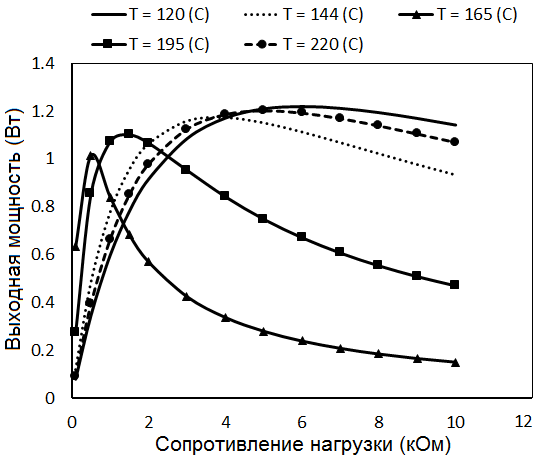 T = 120 (C) T = 144 (C) T = 165 (C)
T = 195 (C) T = 220 (C)
1.4
1.2
1
0.8
0.6
0.4
0.2
0
0 2 4 6 8 10 12
Выходная мощность (Вт)
Сопротивление нагрузки (кОм)